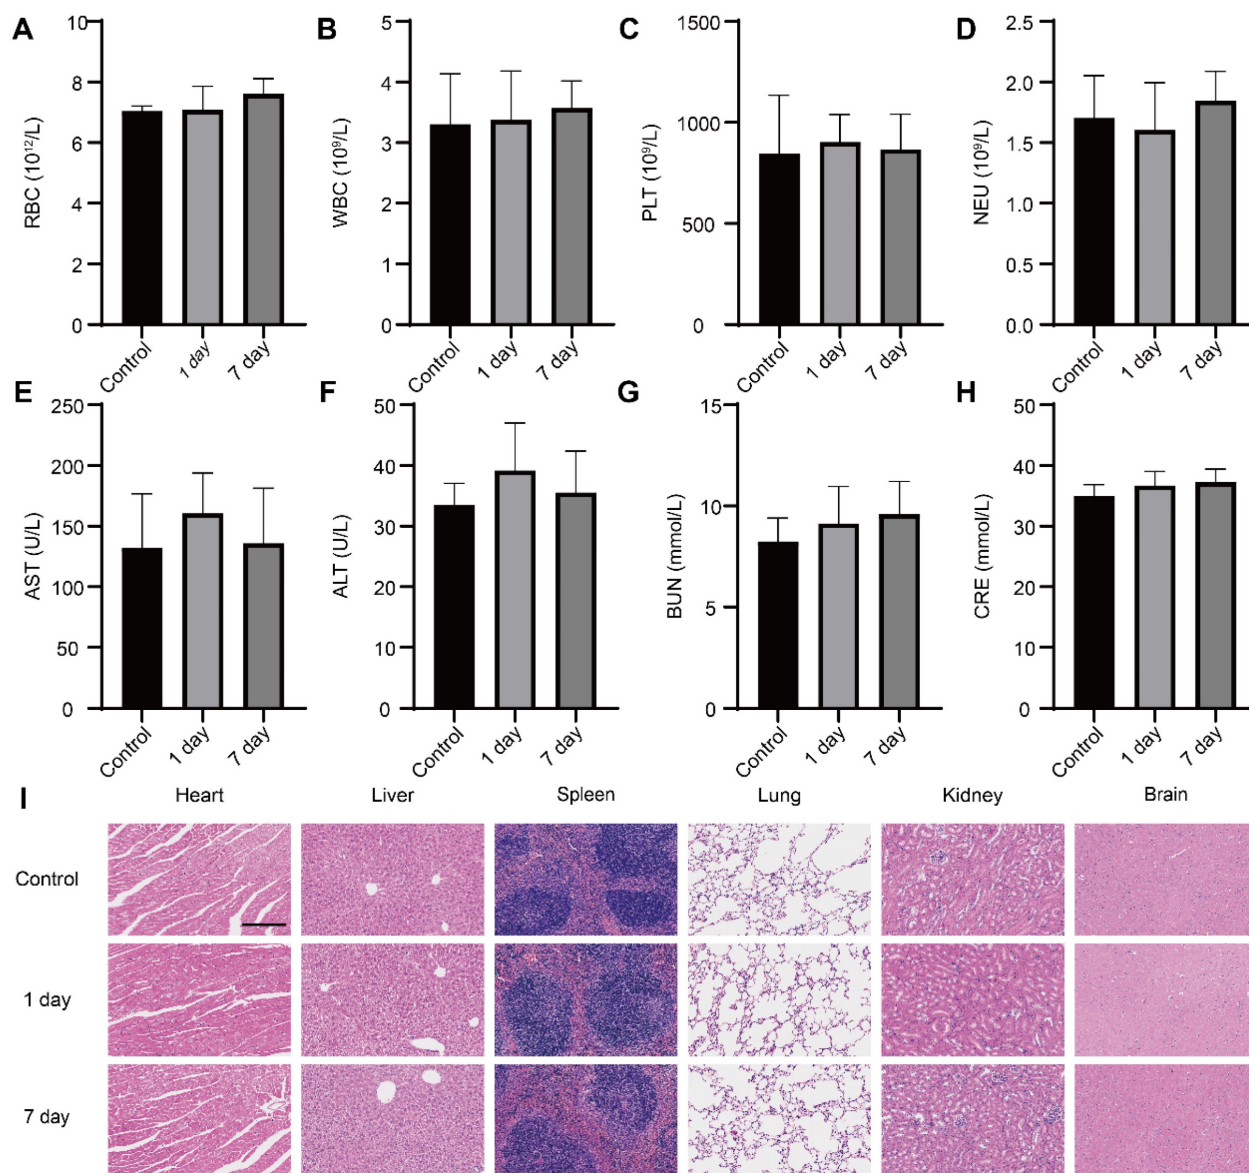 A
RBC (10¹²/L)
10
8
6
4
2
0
Control
1 day
7 day
B
WBC (10⁹/L)
5
4
3
2
1
0
Control
1 day
7 day
C
PLT (10⁹/L)
1500
1000
500
0
Control
1 day
7 day
D
NEU (10⁹/L)
2.5
2.0
1.5
1.0
2.5
0.0
Control
1 day
7 day
E
AST (U/L)
250
200
150
100
50
0
Control
1 day
7 day
F
ALT (U/L)
50
40
30
20
10
0
Control
1 day
7 day
G
BUN (mmol/L)
15
10
5
0
Control
1 day
7 day
H
CRE (mmol/L)
50
40
30
20
10
0
Control
1 day
7 day
I
Heart
Liver
Spleen
Lung
Kidney
Brain
Control
1 day
7 day